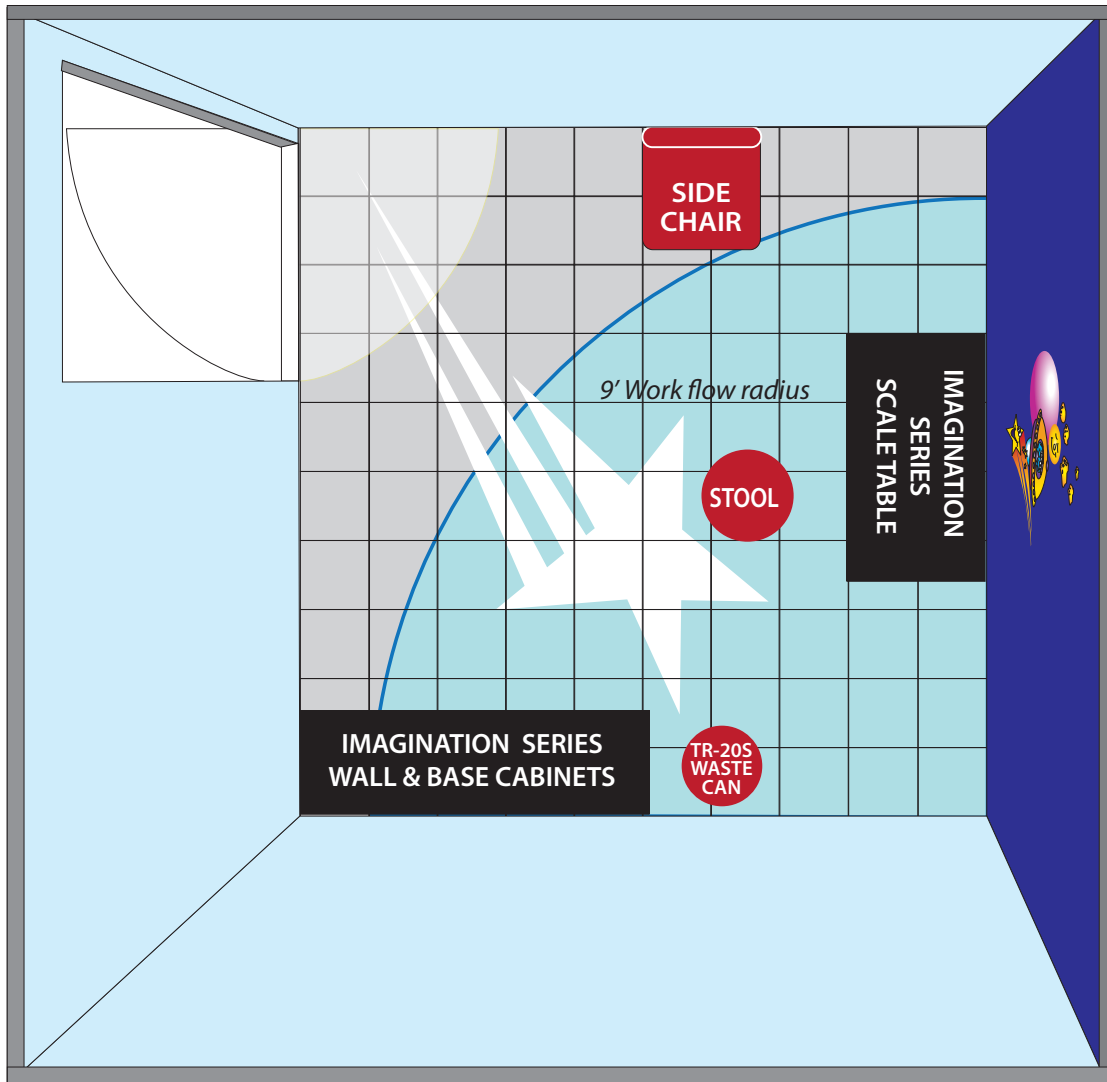 SIDE
CHAIR
9' Work flow radius
IMAGINATION
SERIES
SCALE TABLE
STOOL
IMAGINATION SERIES
WALL & BASE CABINETS
TR-20S
WASTE
CAN